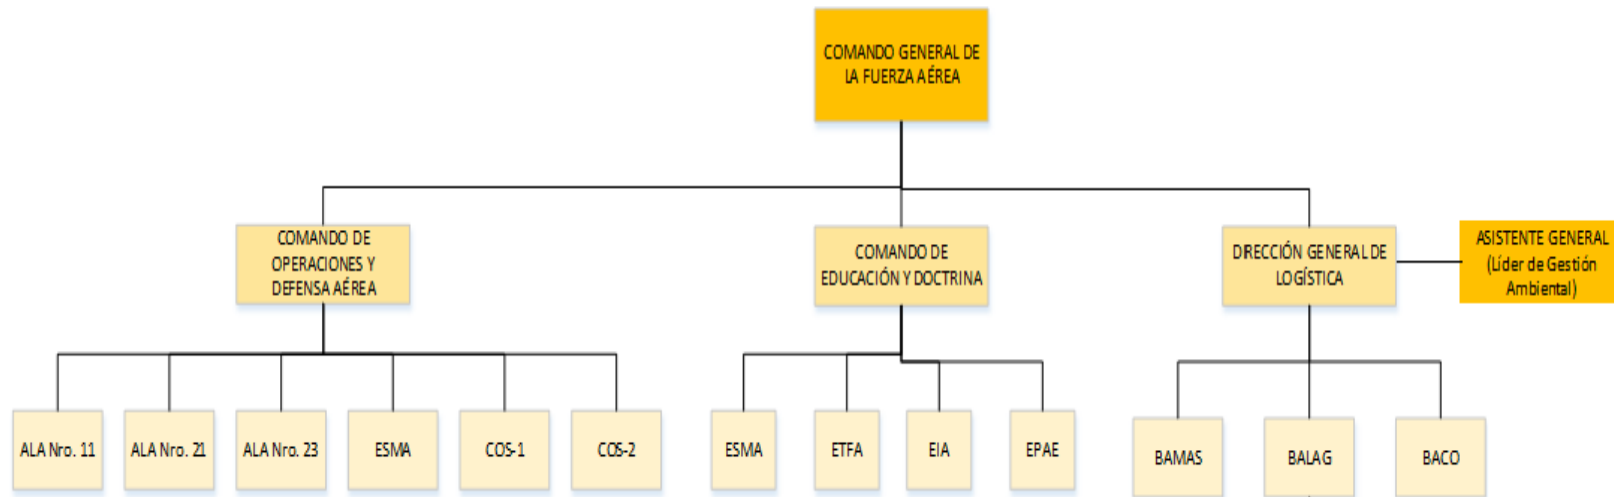 COMANDO GENERAL DE
LA FUERZA AÉREA
COMANDO DE
OPERACIONES Y
DEFENSA AÉREA
COMANDO DE
EDUCACIÓN Y DOCTRINA
DIRECCIÓN GENERAL DE
LOGÍSTICA
ASISTENTE GENERAL
(Líder de Gestión
Ambiental)
ALA Nro. 11
ALA Nro. 21
ALA Nro. 23
ESMA
COS-1
COS-2
ESMA
ETFA
EIA
EPAE
BAMAS
BALAG
BACO